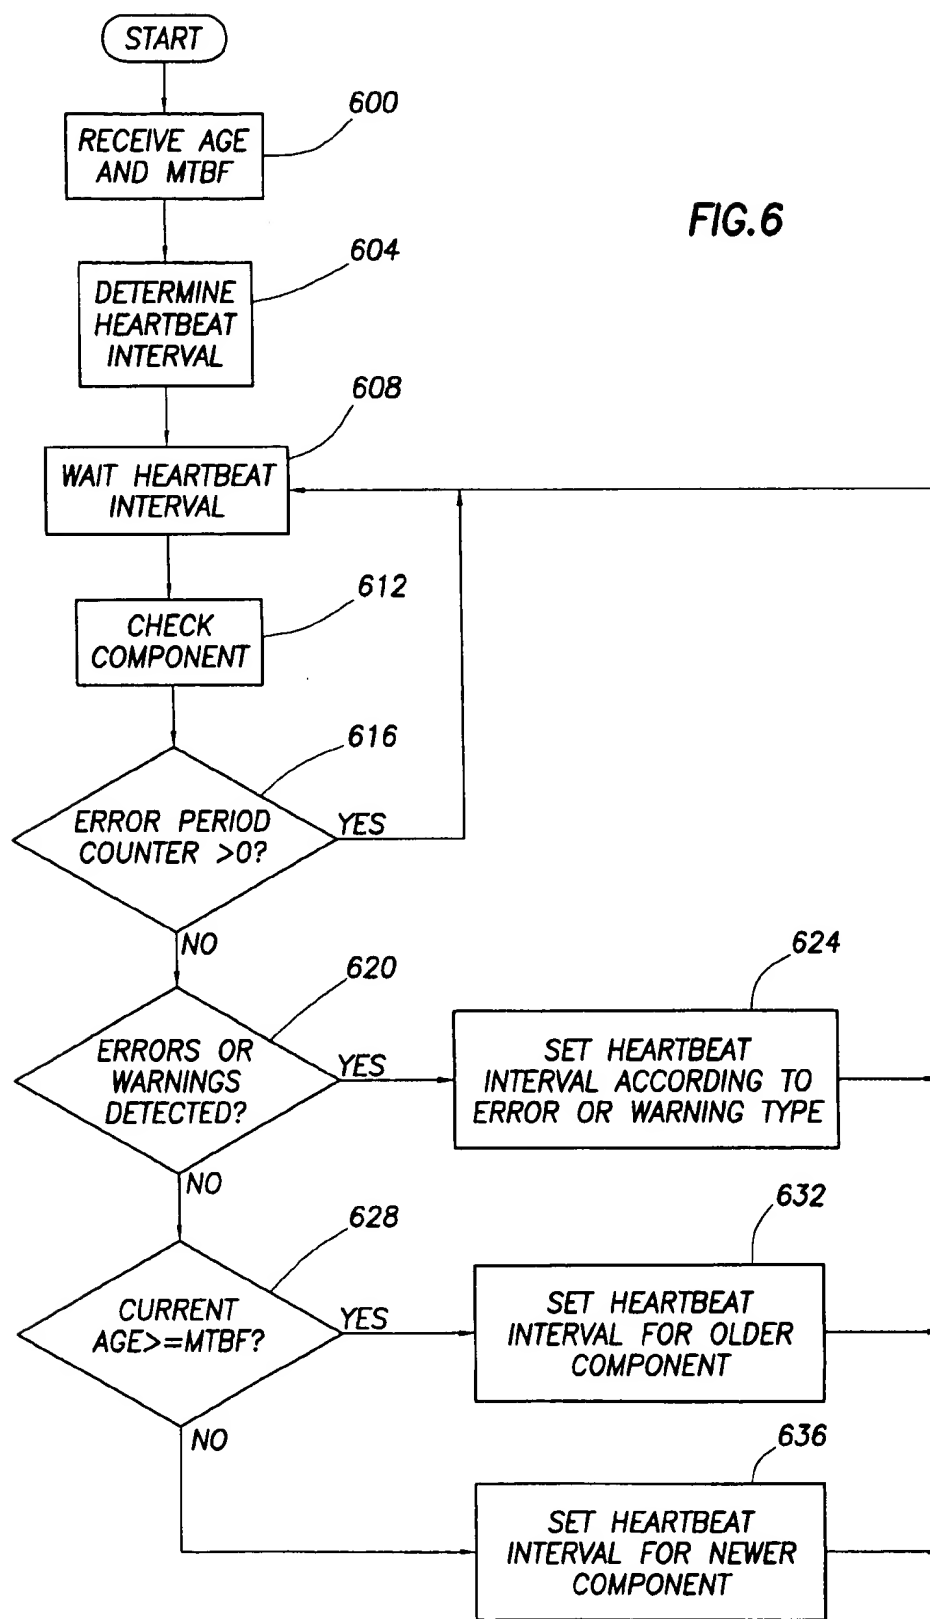 START
600
RECEIVE AGE
AND MTBF
FIG.6
604
DETERMINE
HEARTBEAT
INTERVAL
608
WAIT HEARTBEAT
INTERVAL
612
CHECK
COMPONENT
616
ERROR PERIOD
COUNTER >0?
YES
NO
620
624
ERRORS OR
WARNINGS
DETECTED?
YES
SET HEARTBEAT
INTERVAL ACCORDING TO
ERROR OR WARNING TYPE
NO
628
632
CURRENT
AGE>=MTBF?
YES
SET HEARTBEAT
INTERVAL FOR OLDER
COMPONENT
NO
636
SET HEARTBEAT
INTERVAL FOR NEWER
COMPONENT